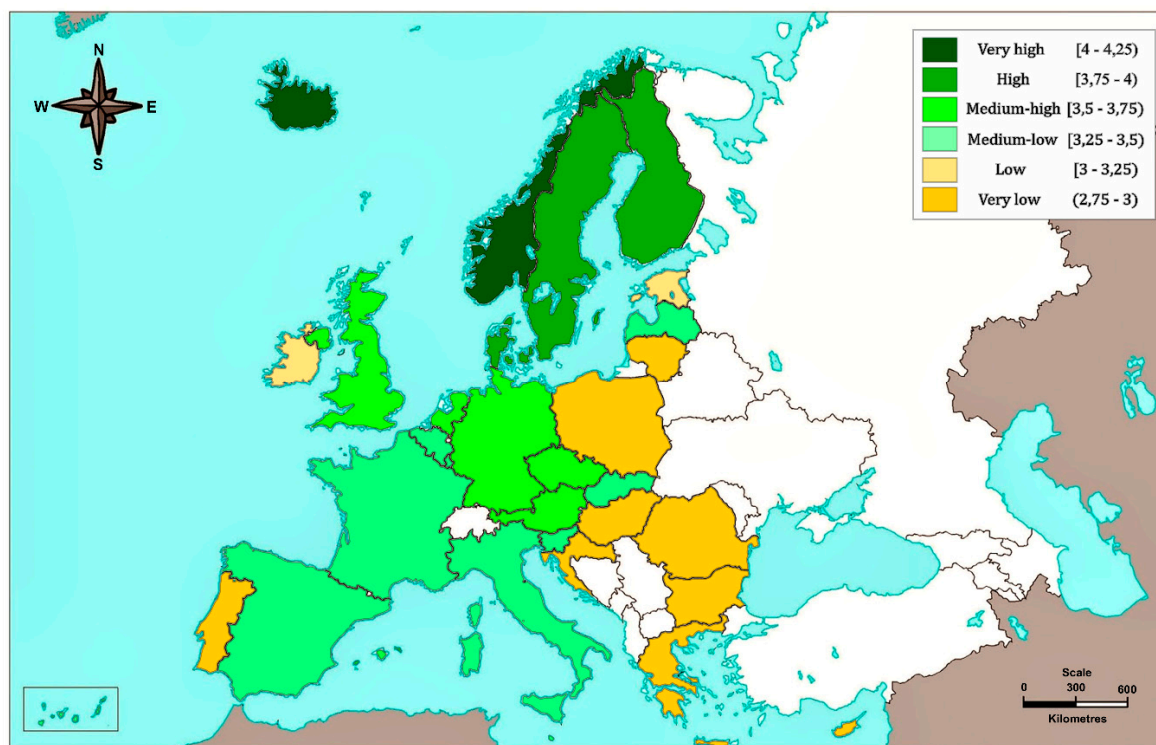 N
W E
S
Very high [4 - 4,25)
High [3,75 - 4)
Medium-high [3,5 - 3,75)
Medium-low [3,25 - 3,5)
Low [3 - 3,25)
Very low (2,75 - 3)
Scale
0 300 600
Kilometres